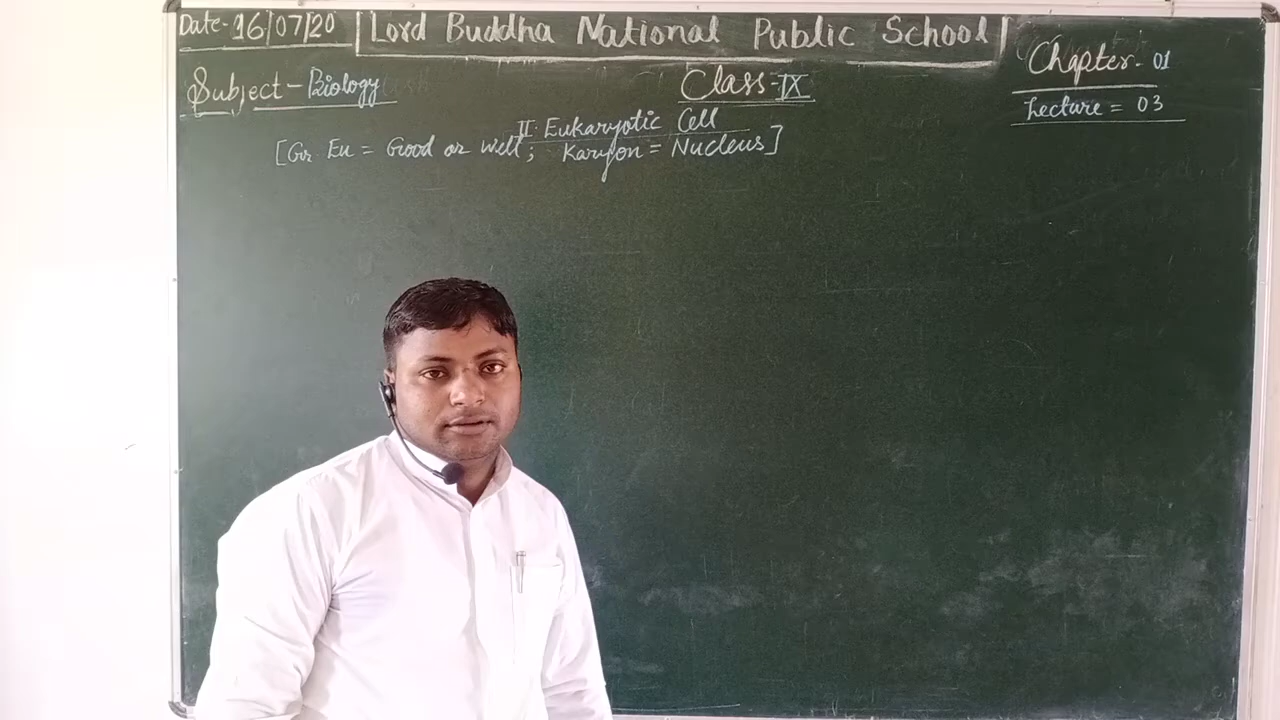 Date- 16/07/20
Lord Buddha National Public School
Chapter- 01
Subject - Biology
Class-IX
Lecture = 03
II. Eukaryotic Cell
[Gr. Eu = Good or well; Karyon = Nucleus]